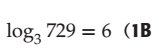 log₃ 729 = 6 (1B